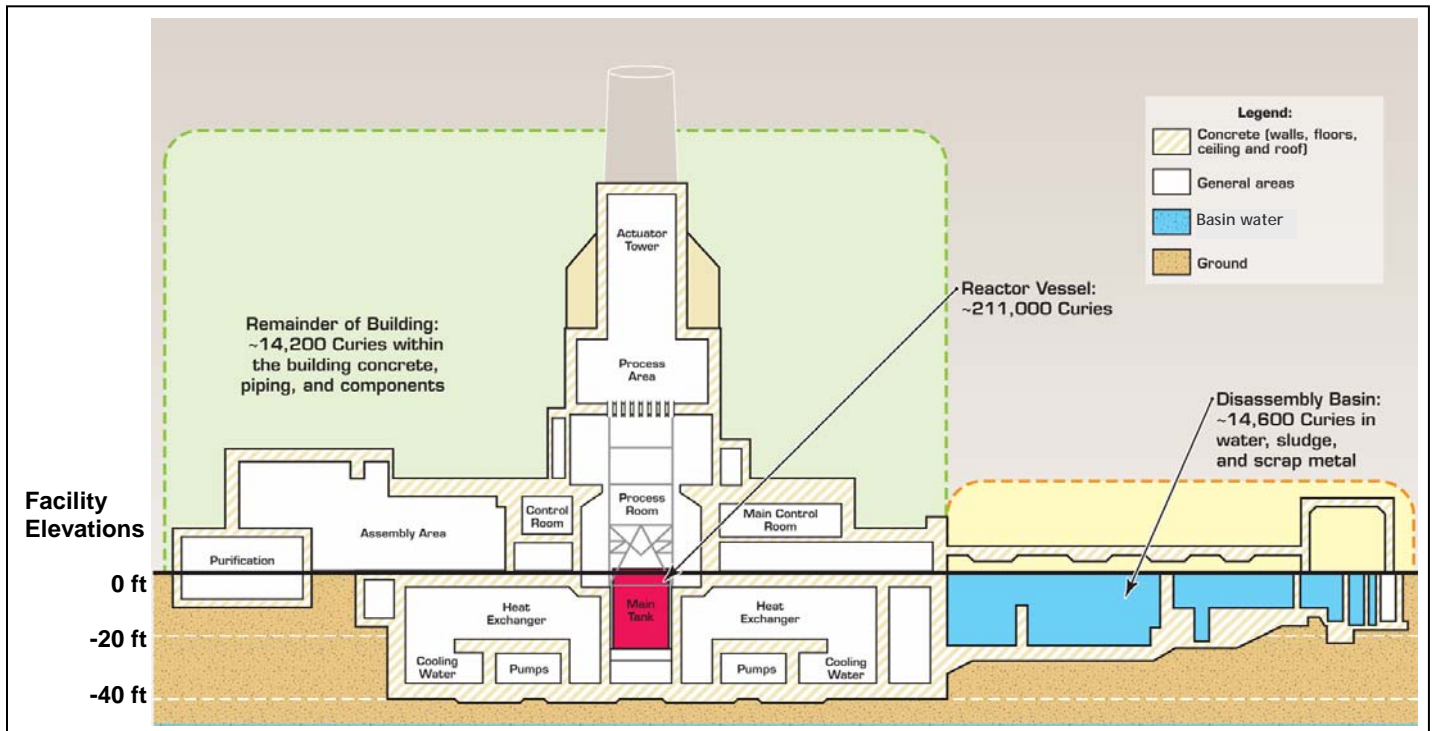 Legend:
Concrete (walls, floors,
ceiling and roof)
General areas
Basin water
Ground
Actuator
Tower
Reactor Vessel:
~211,000 Curies
Remainder of Building:
~14,200 Curies within
the building concrete,
piping, and components
Process
Area
Disassembly Basin:
~14,600 Curies in
water, sludge,
and scrap metal
Facility
Elevations
Assembly Area
Control
Room
Process
Room
Main Control
Room
Purification
0 ft
-20 ft
-40 ft
Heat
Exchanger
Main
Tank
Heat
Exchanger
Cooling
Water
Pumps
Pumps
Cooling
Water